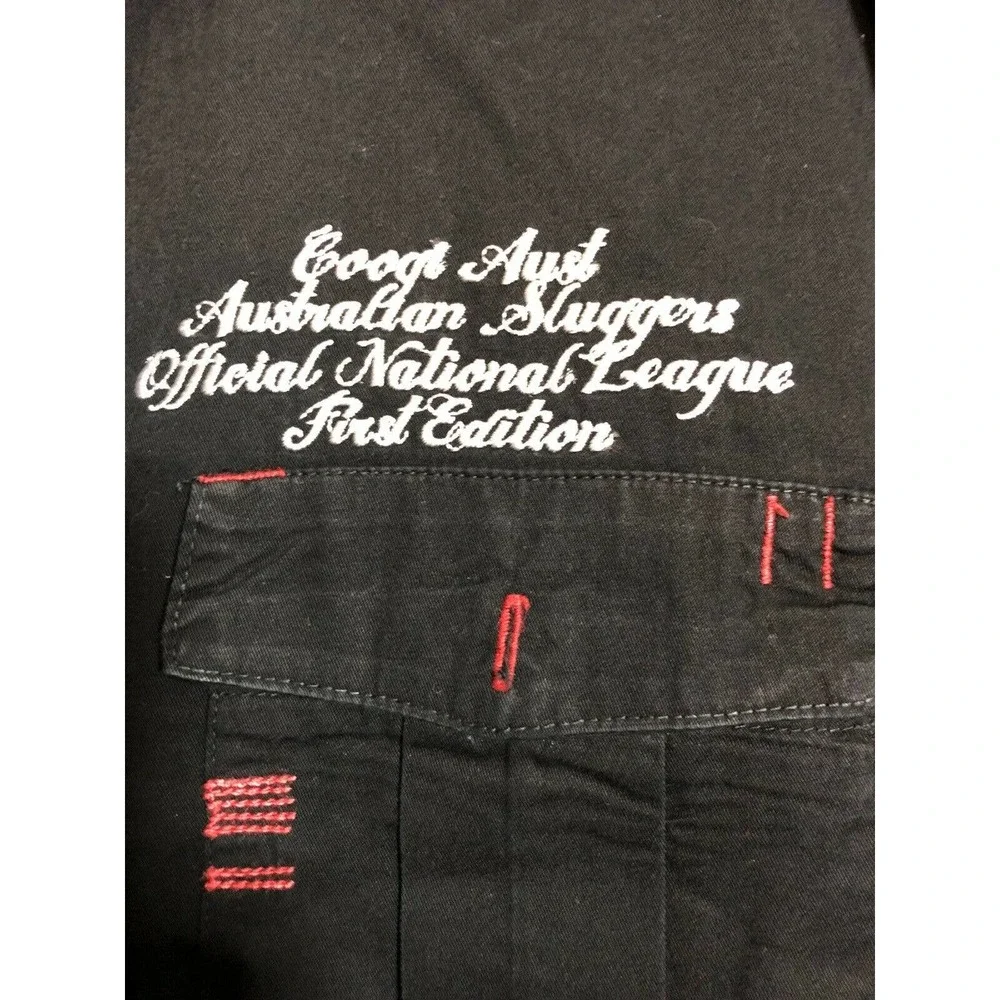 Coogi Aust
Australian Sluggers
Official National League
First Edition